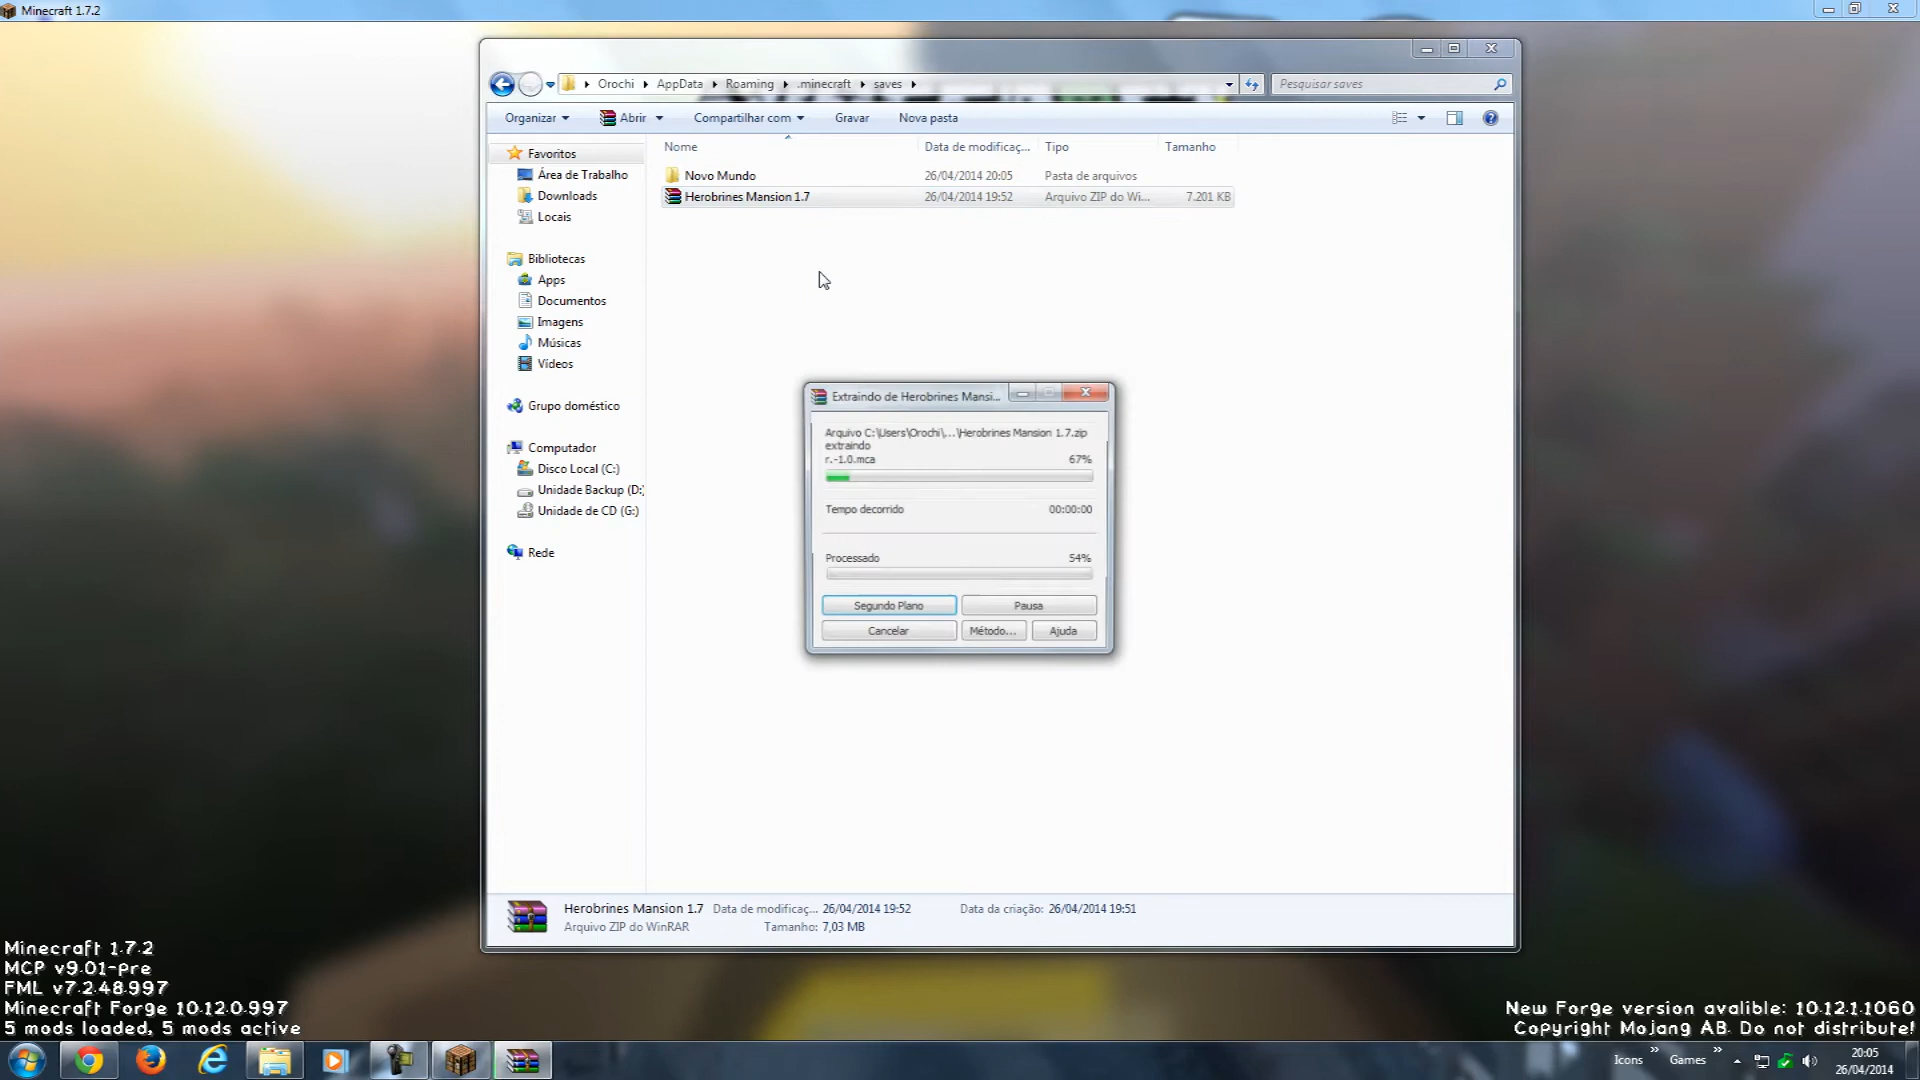 Minecraft 1.7.2
Orochi AppData Roaming .minecraft saves
Pesquisar saves
Organizar Abrir Compartilhar com Gravar Nova pasta
Nome Data de modificaç... Tipo Tamanho
Favoritos
Área de Trabalho
Downloads
Locais
Bibliotecas
Apps
Documentos
Imagens
Músicas
Vídeos
Grupo doméstico
Computador
Disco Local (C:)
Unidade Backup (D:)
Unidade de CD (G:)
Rede
Novo Mundo 26/04/2014 20:05 Pasta de arquivos
Herobrines Mansion 1.7 26/04/2014 19:52 Arquivo ZIP do Wi... 7.201 KB
Extraindo de Herobrines Mansi...
Arquivo C:\Users\Orochi\...\Herobrines Mansion 1.7.zip
extraindo
r.-1.0.mca 67%
Tempo decorrido 00:00:00
Processado 54%
Segundo Plano Pausa
Cancelar Método... Ajuda
Herobrines Mansion 1.7 Data de modificaç... 26/04/2014 19:52 Data da criação: 26/04/2014 19:51
Arquivo ZIP do WinRAR Tamanho: 7,03 MB
Minecraft 1.7.2
MCP v9.01-pre
FML v7.2.48.997
Minecraft Forge 10.12.0.997
5 mods loaded, 5 mods active
New Forge version avalible: 10.12.1.1060
Copyright Mojang AB. Do not distribute!
Icons Games 20:05
26/04/2014